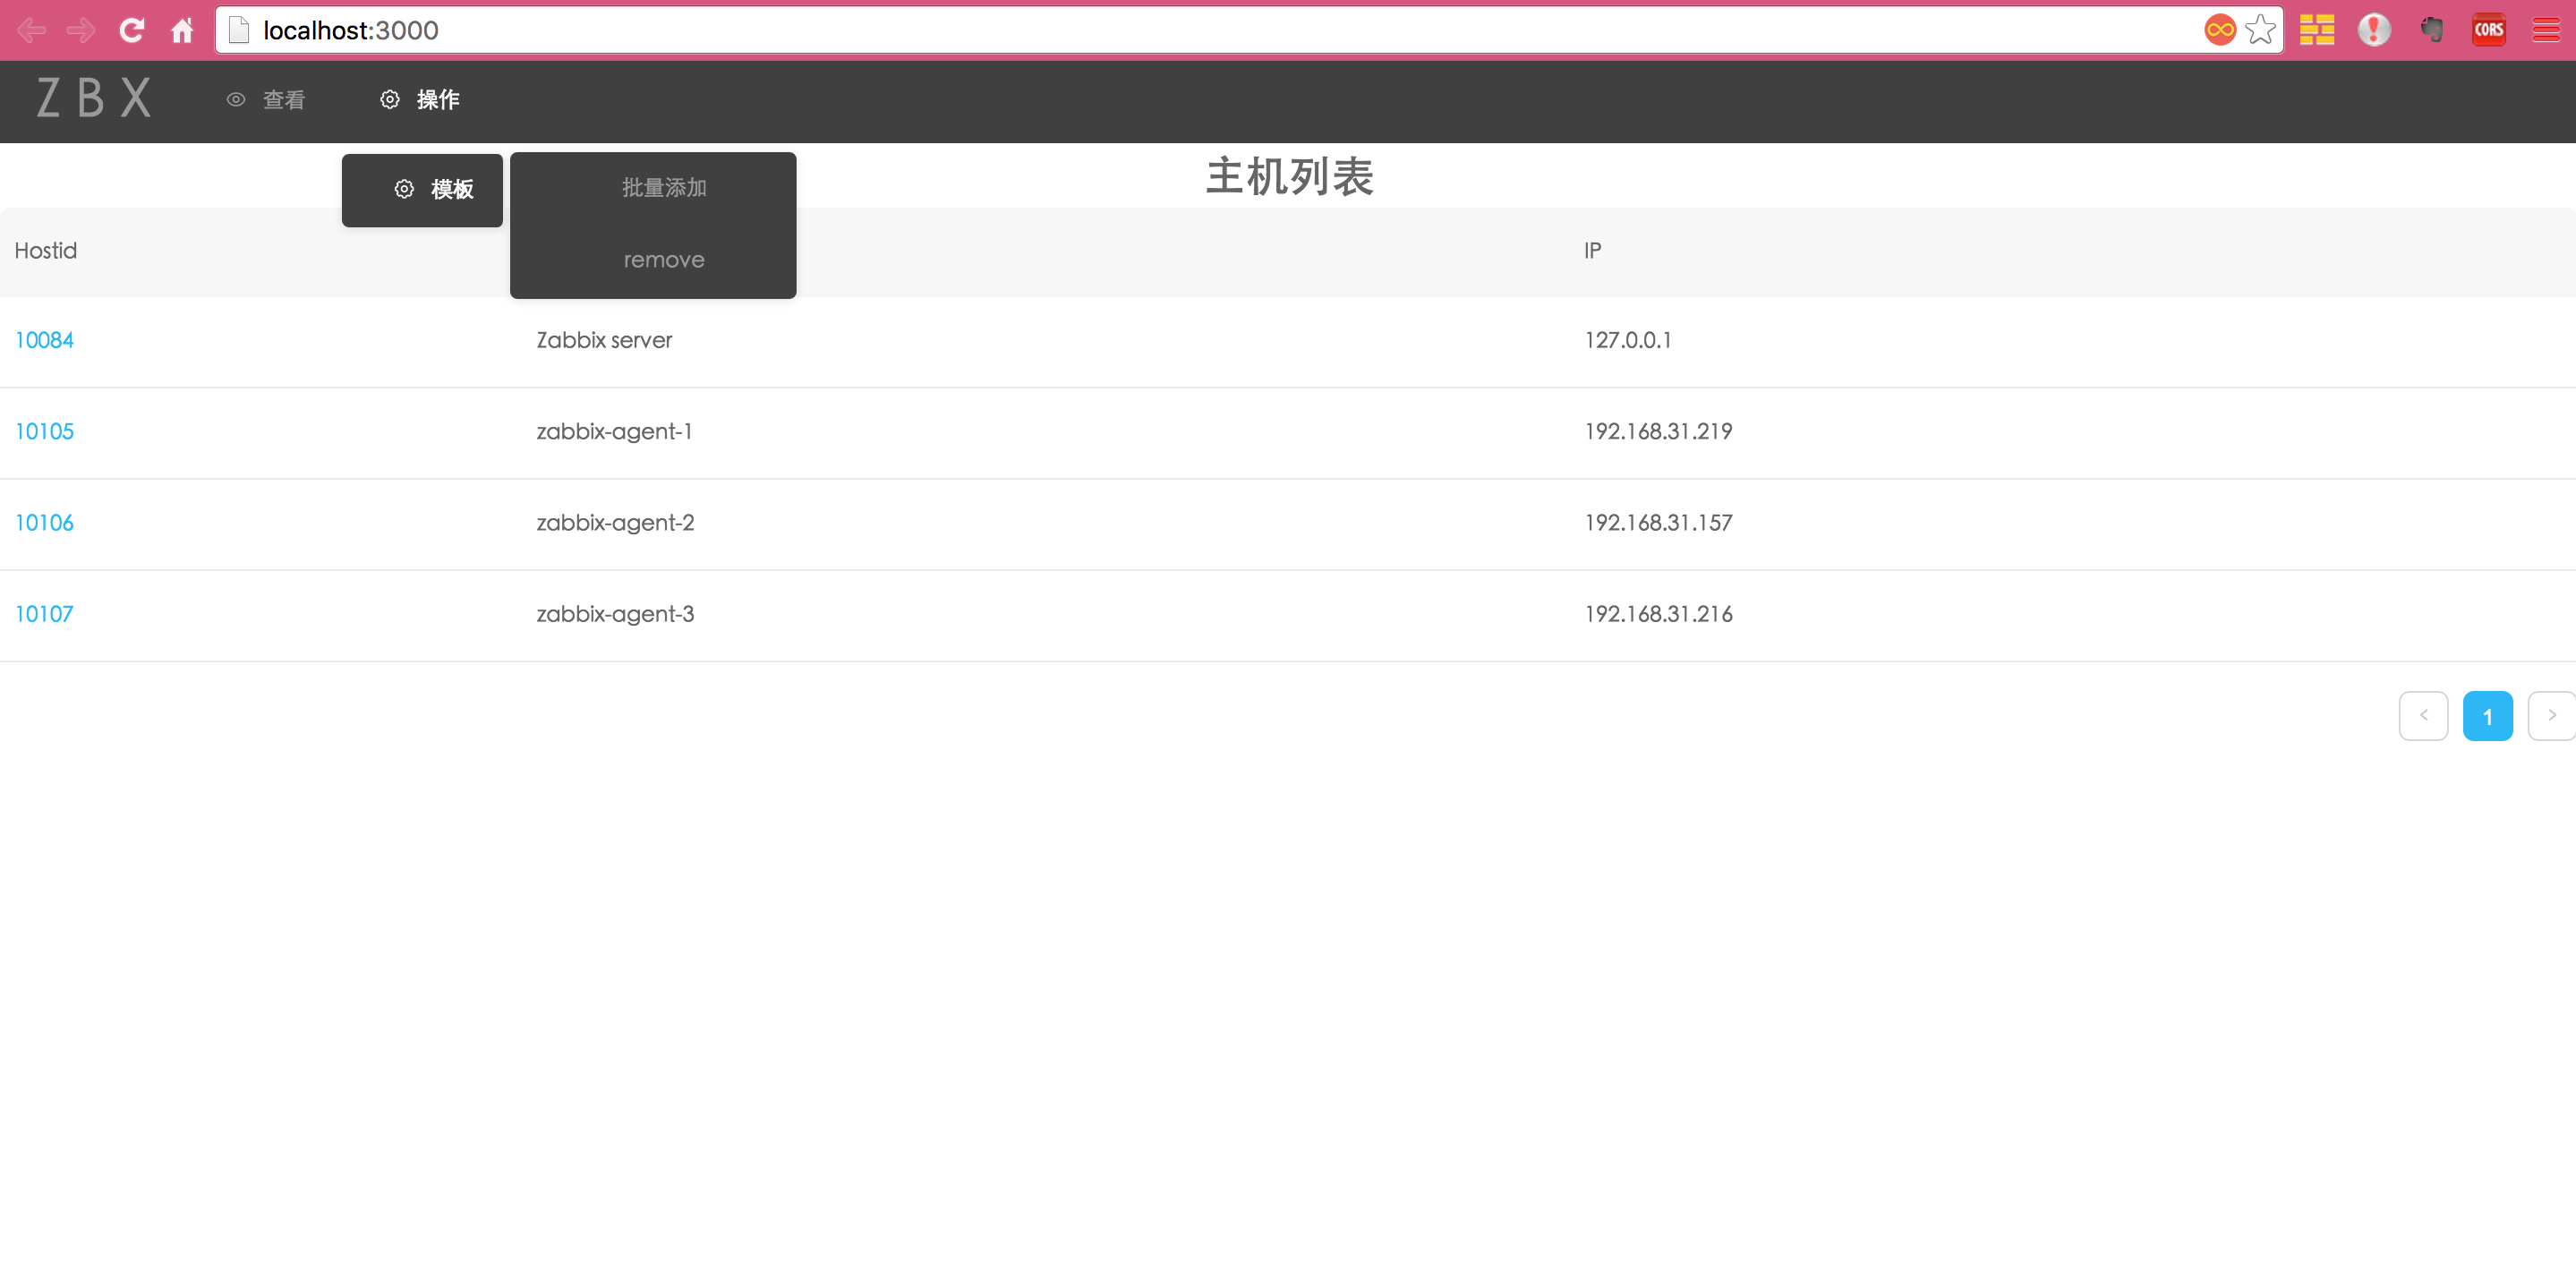 localhost:3000
CORS
ZBX 查看 操作
主机列表
模板 批量添加
remove
Hostid IP
10084 Zabbix server 127.0.0.1
10105 zabbix-agent-1 192.168.31.219
10106 zabbix-agent-2 192.168.31.157
10107 zabbix-agent-3 192.168.31.216
< 1 >